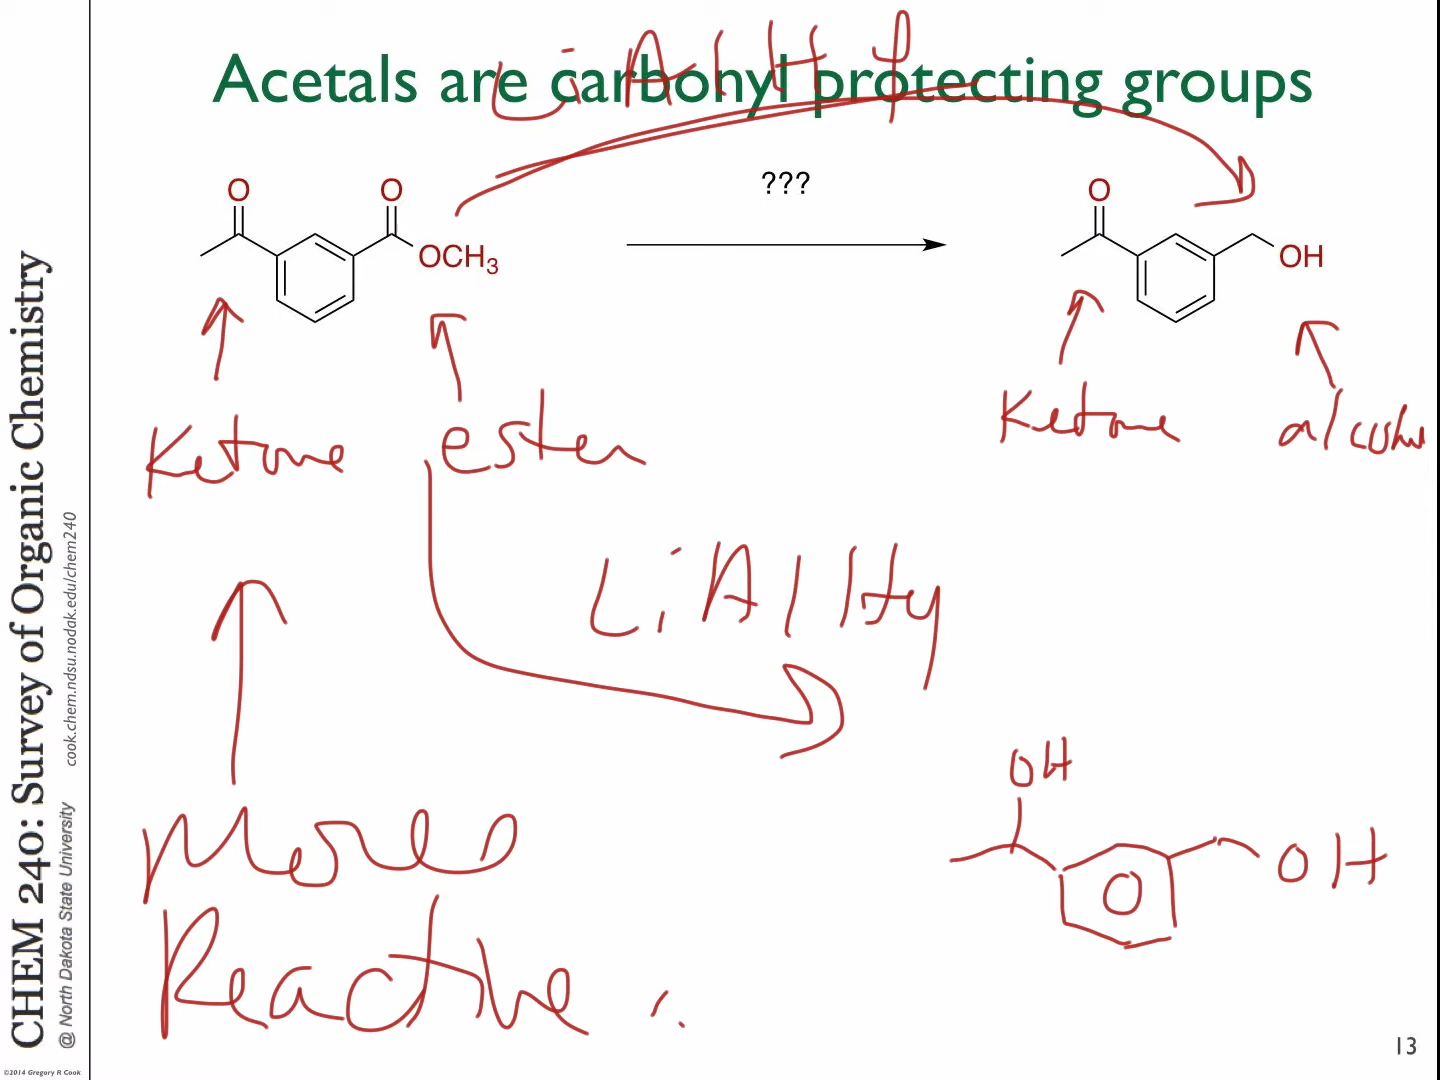 Acetals are carbonyl protecting groups
LiAlH4
O
O
OCH3
???
O
OH
Ketone
ester
Ketone
alcohol
LiAlH4
More
Reactive
OH
OH
13
CHEM 240: Survey of Organic Chemistry
@ North Dakota State University cook.chem.ndsu.nodak.edu/chem240
©2014 Gregory R Cook